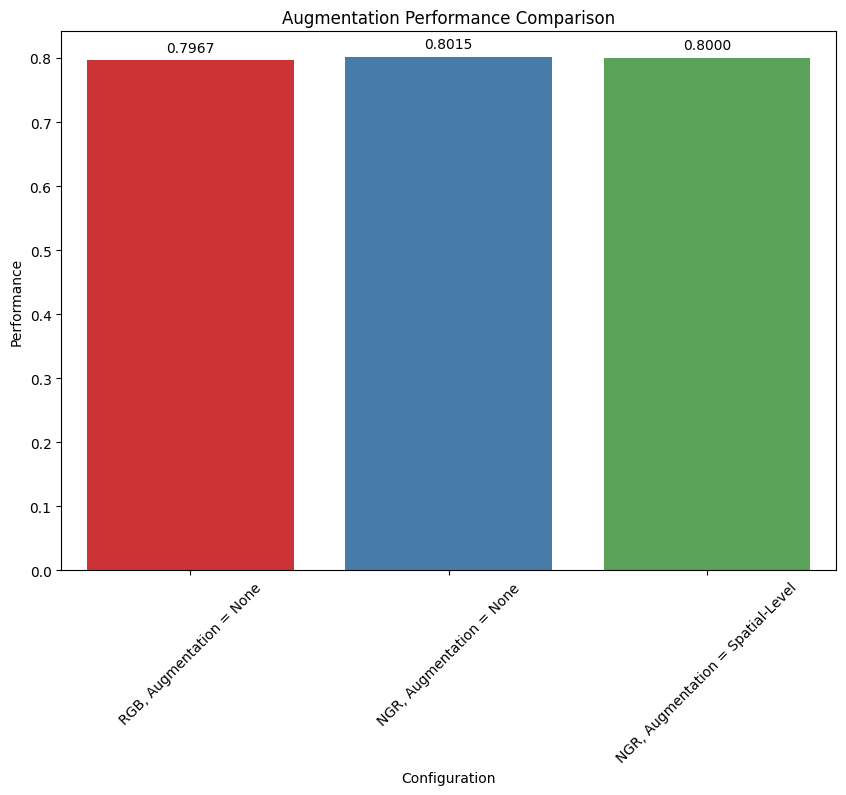 Augmentation Performance Comparison
0.7967
0.8015
0.8000
0.8
0.7
0.6
0.5
0.4
0.3
0.2
0.1
0.0
Performance
RGB, Augmentation = None
NGR, Augmentation = None
NGR, Augmentation = Spatial-Level
Configuration